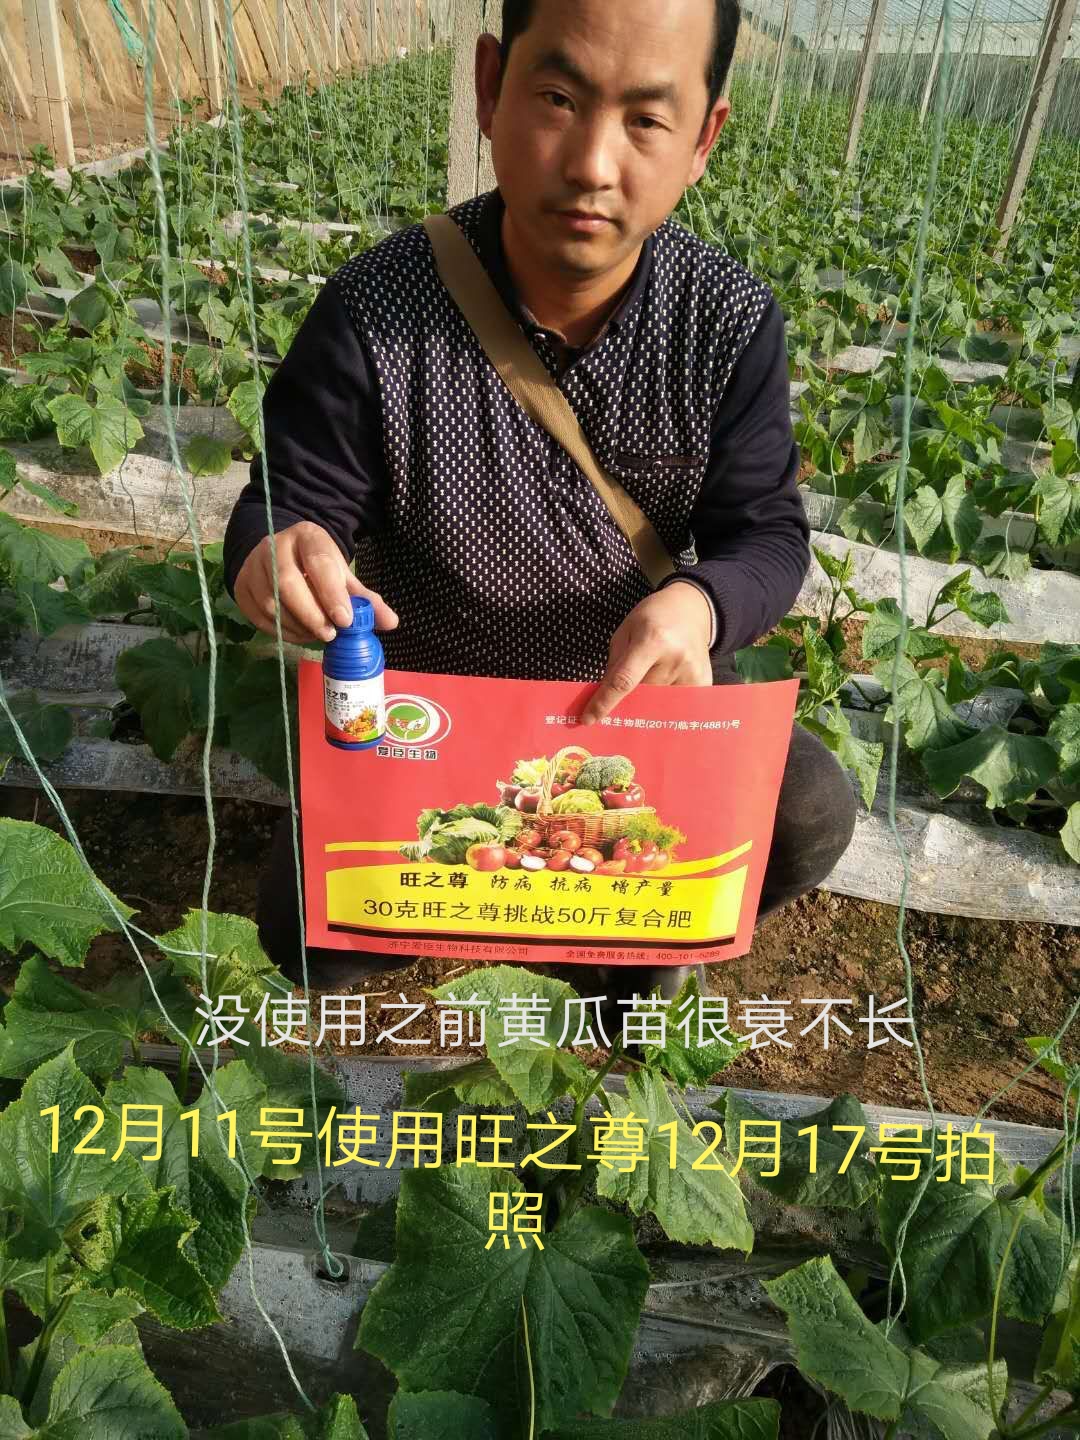 旺之尊
爱臣生物
登记证 微生物肥(2017)临字(4881)号
旺之尊 防病 抗病 增产量
30克旺之尊挑战50斤复合肥
济宁爱臣生物科技有限公司 全国免费服务热线：400-101-6289
没使用之前黄瓜苗很衰不长
12月11号使用旺之尊12月17号拍
照